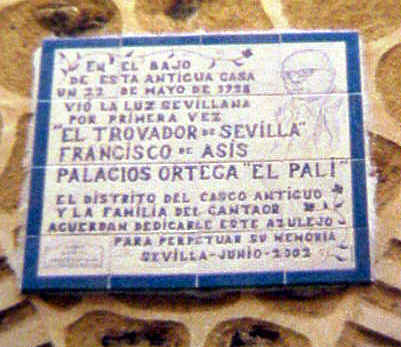 EN EL BAJO
DE ESTA ANTIGUA CASA
UN 22 DE MAYO DE 1928
VIÓ LA LUZ SEVILLANA
POR PRIMERA VEZ
"EL TROVADOR DE SEVILLA"
FRANCISCO DE ASÍS
PALACIOS ORTEGA "EL PALI"
EL DISTRITO DEL CASCO ANTIGUO
Y LA FAMILIA DEL CANTAOR
ACUERDAN DEDICARLE ESTE AZULEJO
PARA PERPETUAR SU MEMORIA
SEVILLA-JUNIO-2002